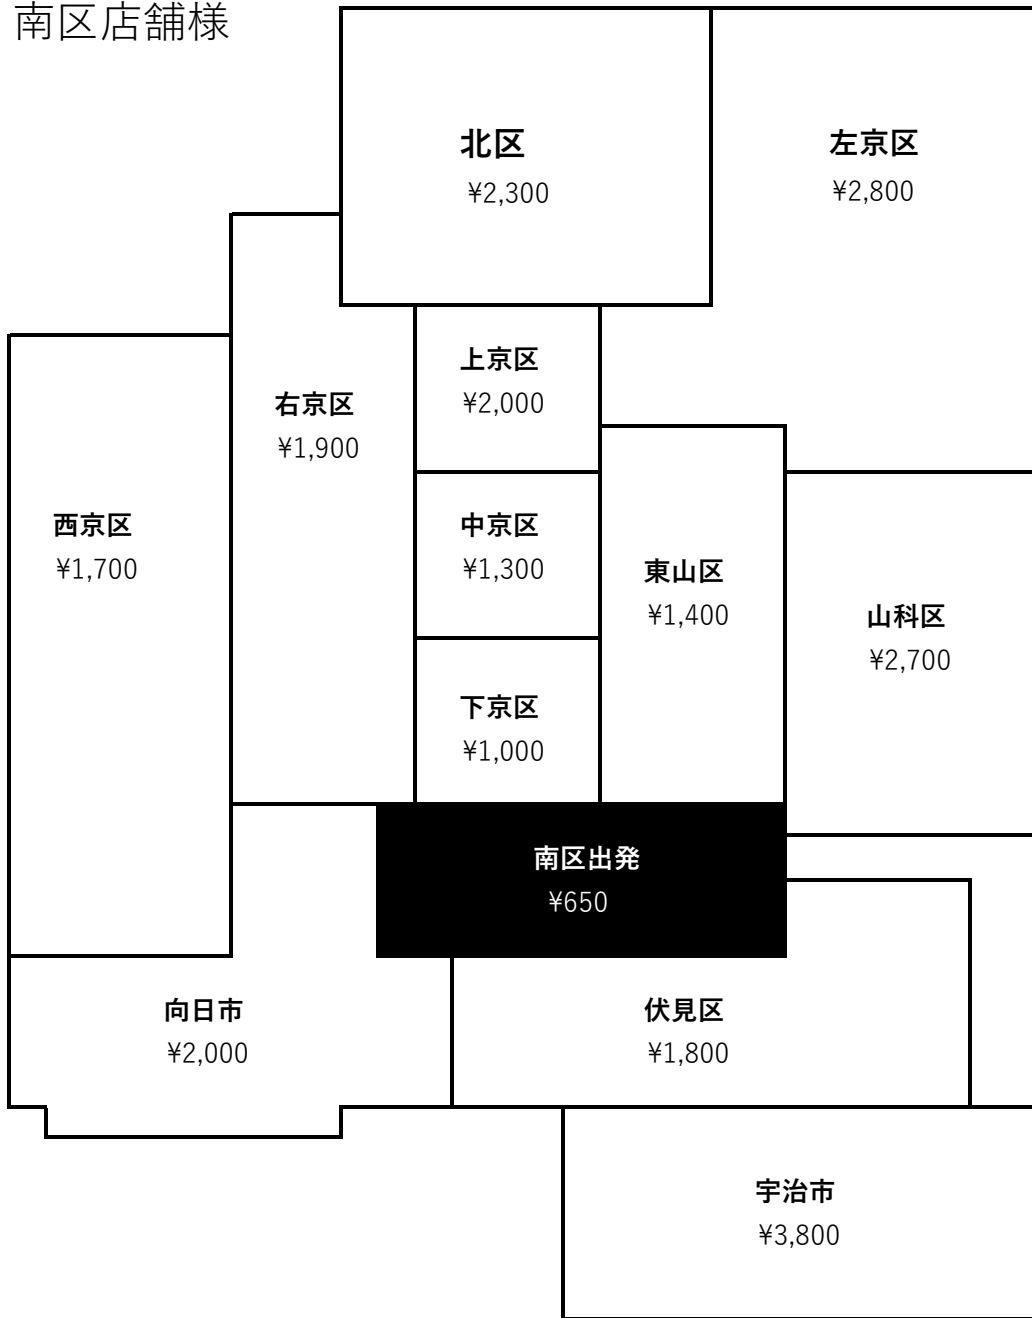 南区店舗様
北区
¥2,300
左京区
¥2,800
上京区
¥2,000
右京区
¥1,900
西京区
¥1,700
中京区
¥1,300
東山区
¥1,400
山科区
¥2,700
下京区
¥1,000
南区出発
¥650
向日市
¥2,000
伏見区
¥1,800
宇治市
¥3,800